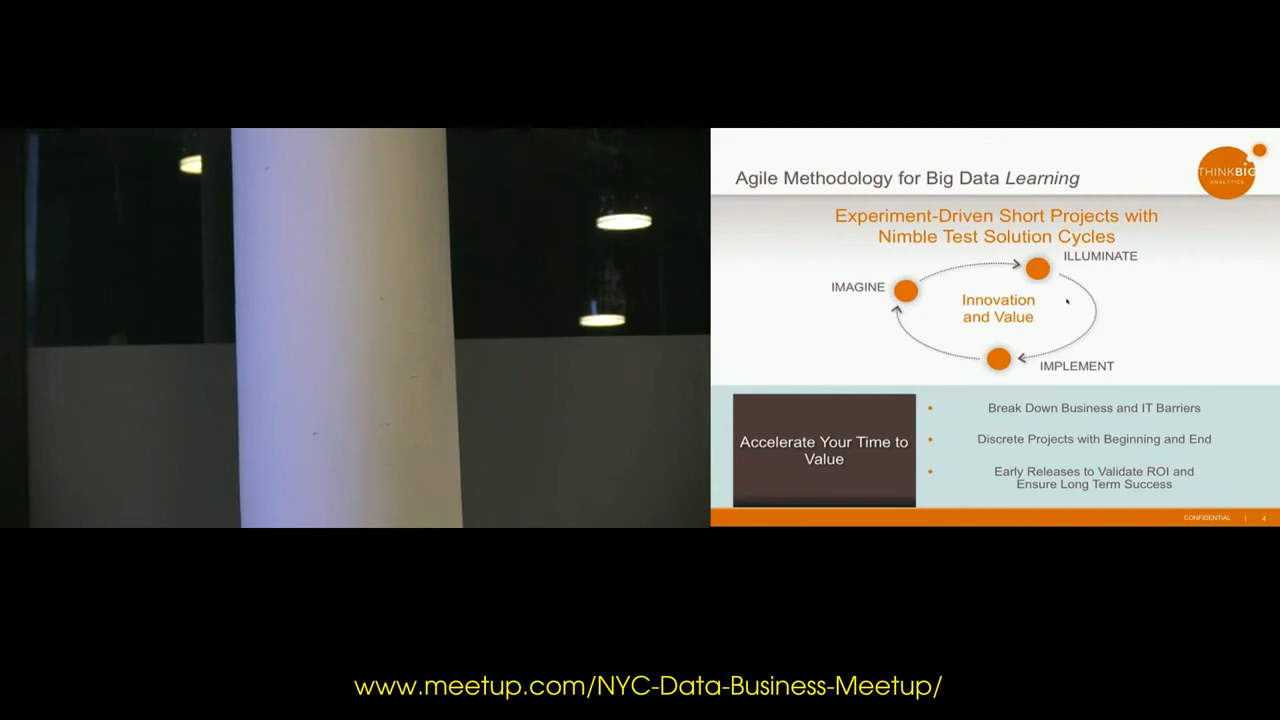 Agile Methodology for Big Data Learning
THINKBIG
ANALYTICS
Experiment-Driven Short Projects with
Nimble Test Solution Cycles
ILLUMINATE
IMAGINE
Innovation
and Value
IMPLEMENT
Accelerate Your Time to
Value
• Break Down Business and IT Barriers
• Discrete Projects with Beginning and End
• Early Releases to Validate ROI and
Ensure Long Term Success
CONFIDENTIAL | 4
www.meetup.com/NYC-Data-Business-Meetup/